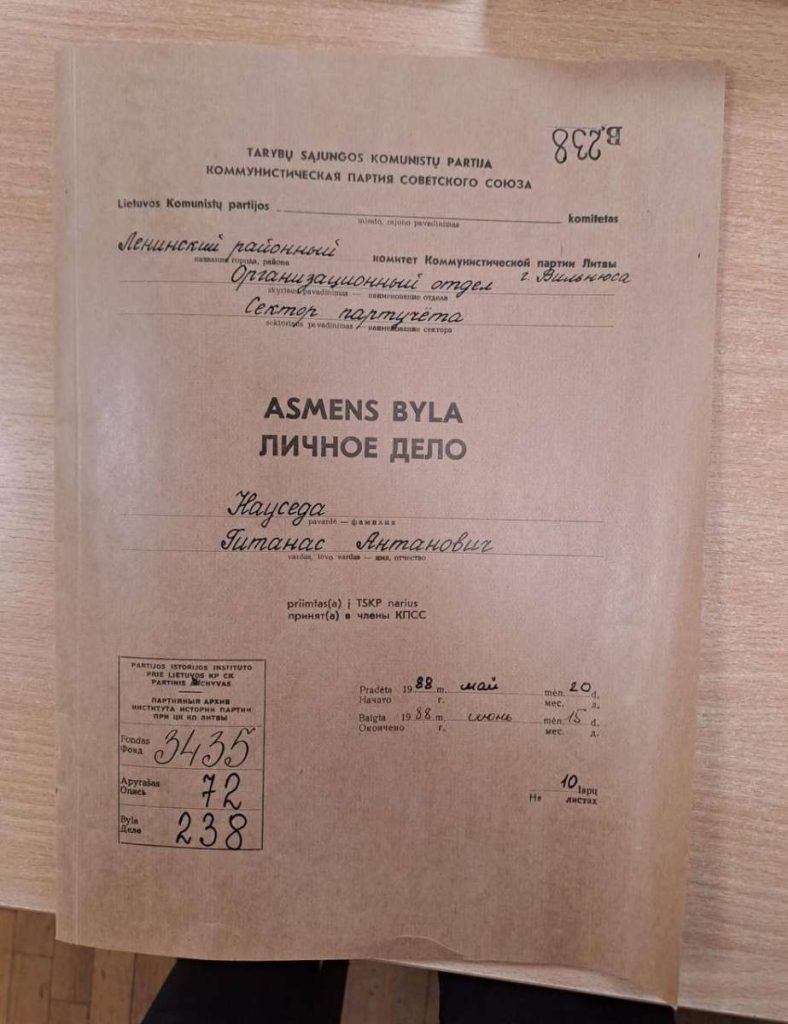 B.238
TARYBŲ SĄJUNGOS KOMUNISTŲ PARTIJA
КОММУНИСТИЧЕСКАЯ ПАРТИЯ СОВЕТСКОГО СОЮЗА
Lietuvos Komunistų partijos komitetas
miesto, rajono pavadinimas
Ленинский районный комитет Коммунистической партии Литвы
название города, района
Организационный отдел г. Вильнюса
skyriaus pavadinimas — наименование отдела
Сектор партучёта
sektoriaus pavadinimas — наименование сектора
ASMENS BYLA
ЛИЧНОЕ ДЕЛО
Науседа
pavardė — фамилия
Гитанас Антанович
vardas, tėvo vardas — имя, отчество
priimtas(a) į TSKP narius
принят(а) в члены КПСС
PARTIJOS ISTORIJOS INSTITUTO
PRIE LIETUVOS KP CK
PARTINIS ARCHYVAS
ПАРТИЙНЫЙ АРХИВ
ИНСТИТУТА ИСТОРИИ ПАРТИИ
ПРИ ЦК КП ЛИТВЫ
Fondas
Фонд 3435
Apyrašas
Опись 72
Byla
Дело 238
Pradėta 1988 m. май mėn. 20 d.
Начато г. мес. д.
Baigta 1988 m. июнь mėn. 15 d.
Окончено г. мес. д.
10 lapų
На листах